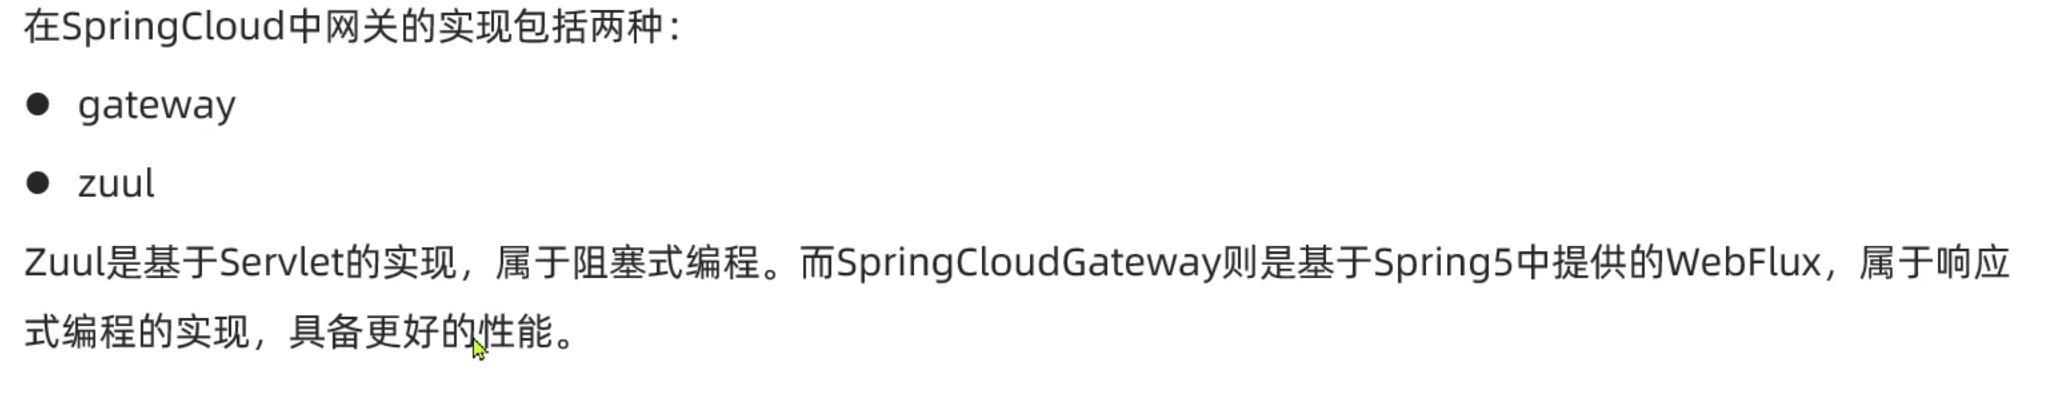 在SpringCloud中网关的实现包括两种：
● gateway
● zuul
Zuul是基于Servlet的实现，属于阻塞式编程。而SpringCloudGateway则是基于Spring5中提供的WebFlux，属于响应
式编程的实现，具备更好的性能。